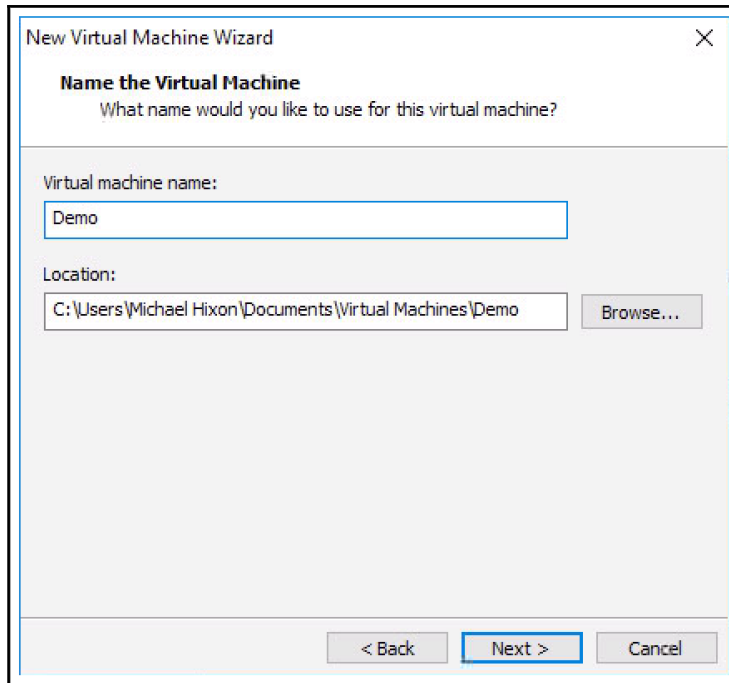 New Virtual Machine Wizard
Name the Virtual Machine
What name would you like to use for this virtual machine?
Virtual machine name:
Demo
Location:
C:\Users\Michael Hixon\Documents\Virtual Machines\Demo
Browse...
< Back
Next >
Cancel